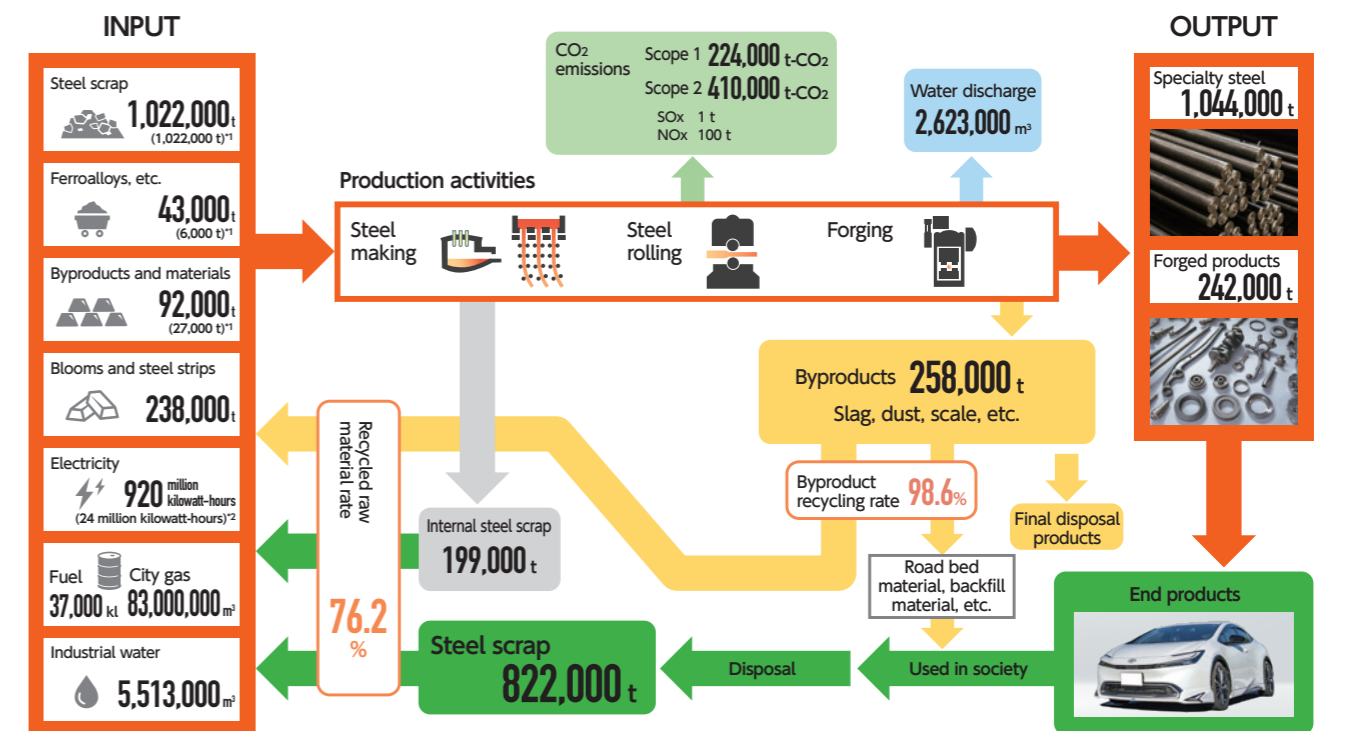 INPUT
Steel scrap
1,022,000t
(1,022,000 t)*1
Ferroalloys, etc.
43,000t
(6,000 t)*1
Byproducts and materials
92,000t
(27,000 t)*1
Blooms and steel strips
238,000t
Electricity
920 million
kilowatt-hours
(24 million kilowatt-hours)*2
Fuel
37,000 kl
City gas
83,000,000 m³
Industrial water
5,513,000 m³
CO₂
emissions
Scope 1 224,000 t-CO₂
Scope 2 410,000 t-CO₂
SOx 1 t
NOx 100 t
Water discharge
2,623,000 m³
Production activities
Steel
making
Steel
rolling
Forging
OUTPUT
Specialty steel
1,044,000 t
Forged products
242,000 t
Byproducts 258,000 t
Slag, dust, scale, etc.
Byproduct
recycling rate 98.6%
Final disposal
products
Road bed
material, backfill
material, etc.
Recycled raw
material rate
76.2
%
Internal steel scrap
199,000 t
Steel scrap
822,000 t
Disposal
Used in society
End products